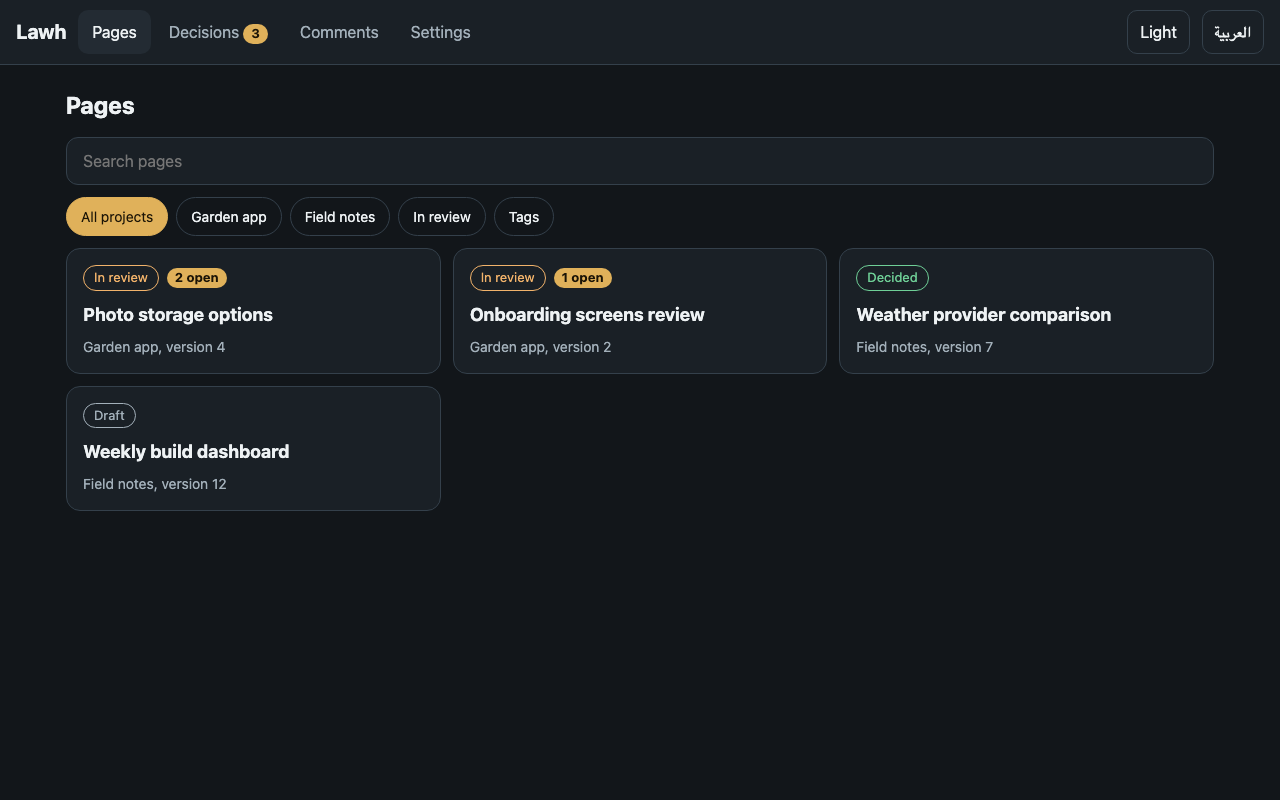 Lawh Pages Decisions 3 Comments Settings Light العربية
Pages
Search pages
All projects Garden app Field notes In review Tags
In review 2 open
Photo storage options
Garden app, version 4
In review 1 open
Onboarding screens review
Garden app, version 2
Decided
Weather provider comparison
Field notes, version 7
Draft
Weekly build dashboard
Field notes, version 12